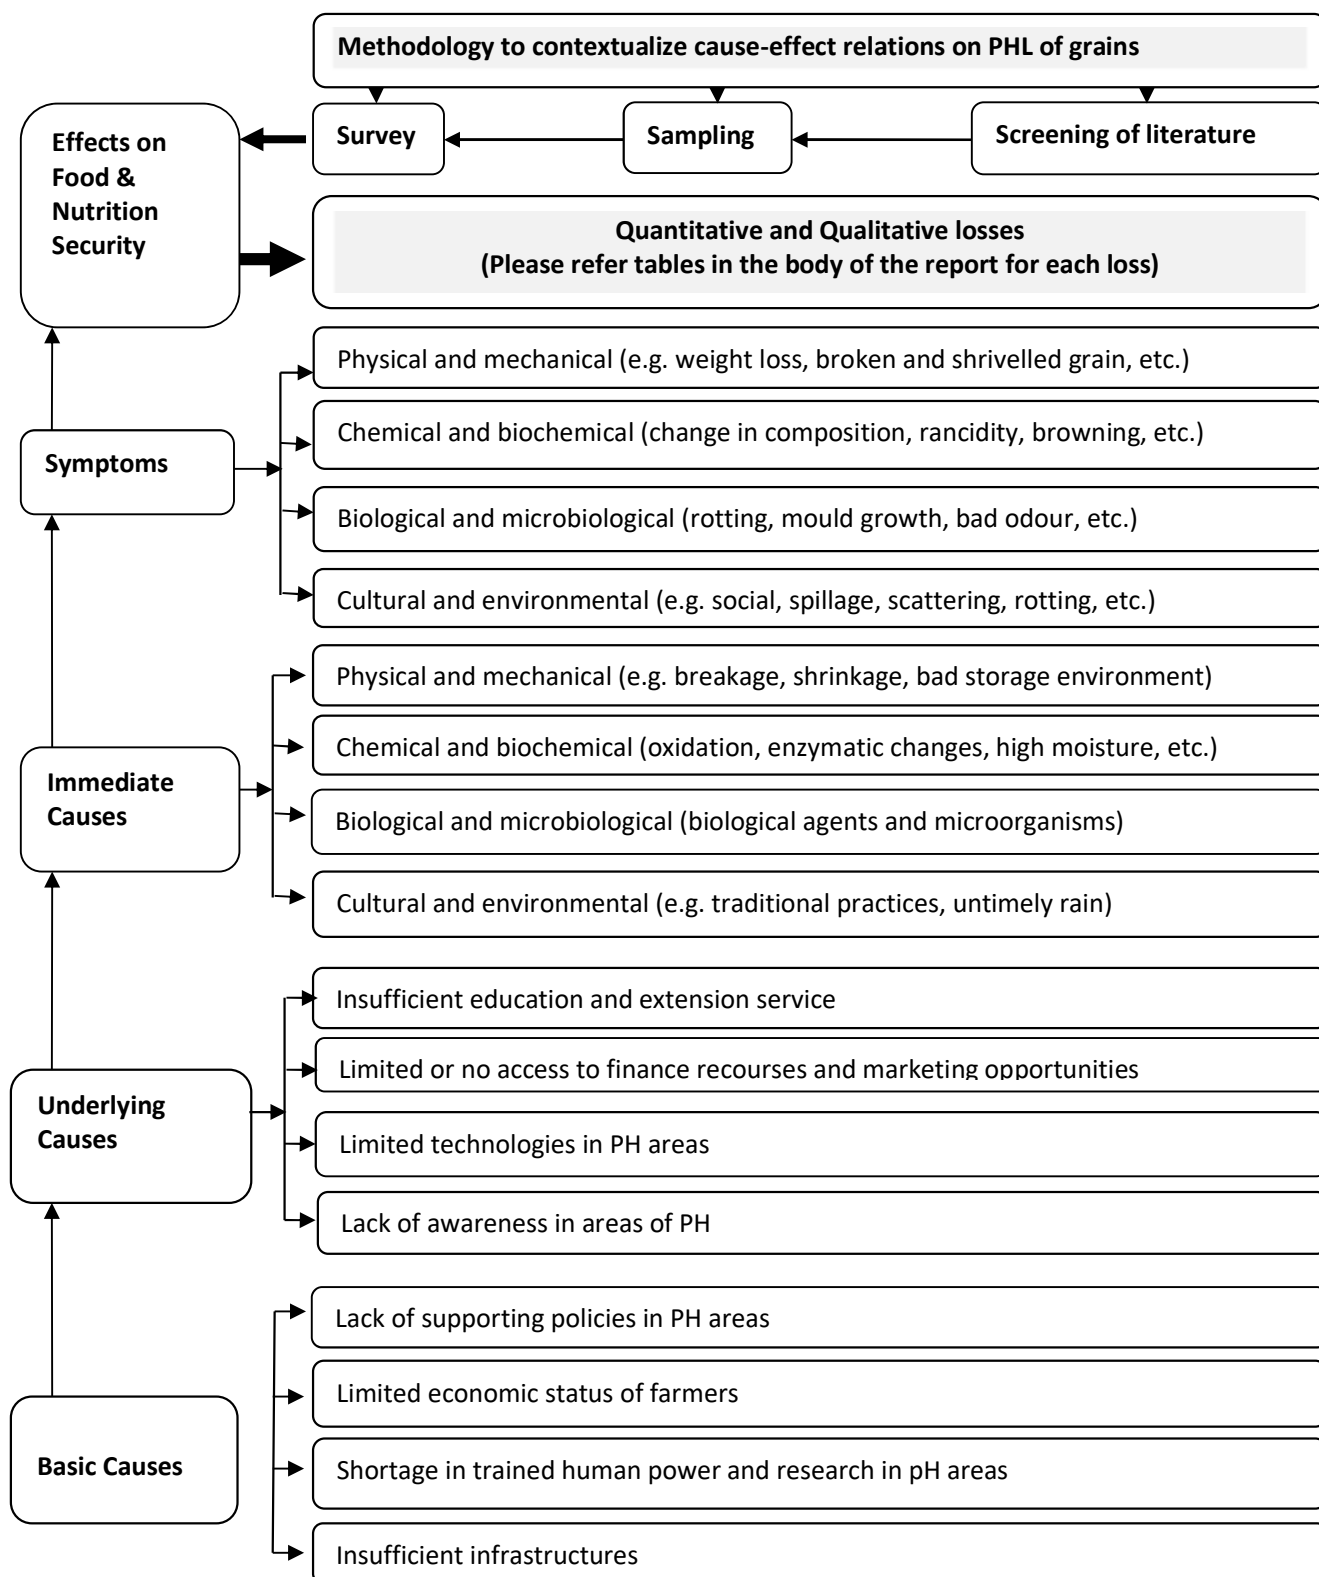 Methodology to contextualize cause-effect relations on PHL of grains
Survey
Sampling
Screening of literature
Effects on
Food &
Nutrition
Security
Quantitative and Qualitative losses
(Please refer tables in the body of the report for each loss)
Symptoms
Physical and mechanical (e.g. weight loss, broken and shrivelled grain, etc.)
Chemical and biochemical (change in composition, rancidity, browning, etc.)
Biological and microbiological (rotting, mould growth, bad odour, etc.)
Cultural and environmental (e.g. social, spillage, scattering, rotting, etc.)
Immediate
Causes
Physical and mechanical (e.g. breakage, shrinkage, bad storage environment)
Chemical and biochemical (oxidation, enzymatic changes, high moisture, etc.)
Biological and microbiological (biological agents and microorganisms)
Cultural and environmental (e.g. traditional practices, untimely rain)
Underlying
Causes
Insufficient education and extension service
Limited or no access to finance recourses and marketing opportunities
Limited technologies in PH areas
Lack of awareness in areas of PH
Basic Causes
Lack of supporting policies in PH areas
Limited economic status of farmers
Shortage in trained human power and research in pH areas
Insufficient infrastructures